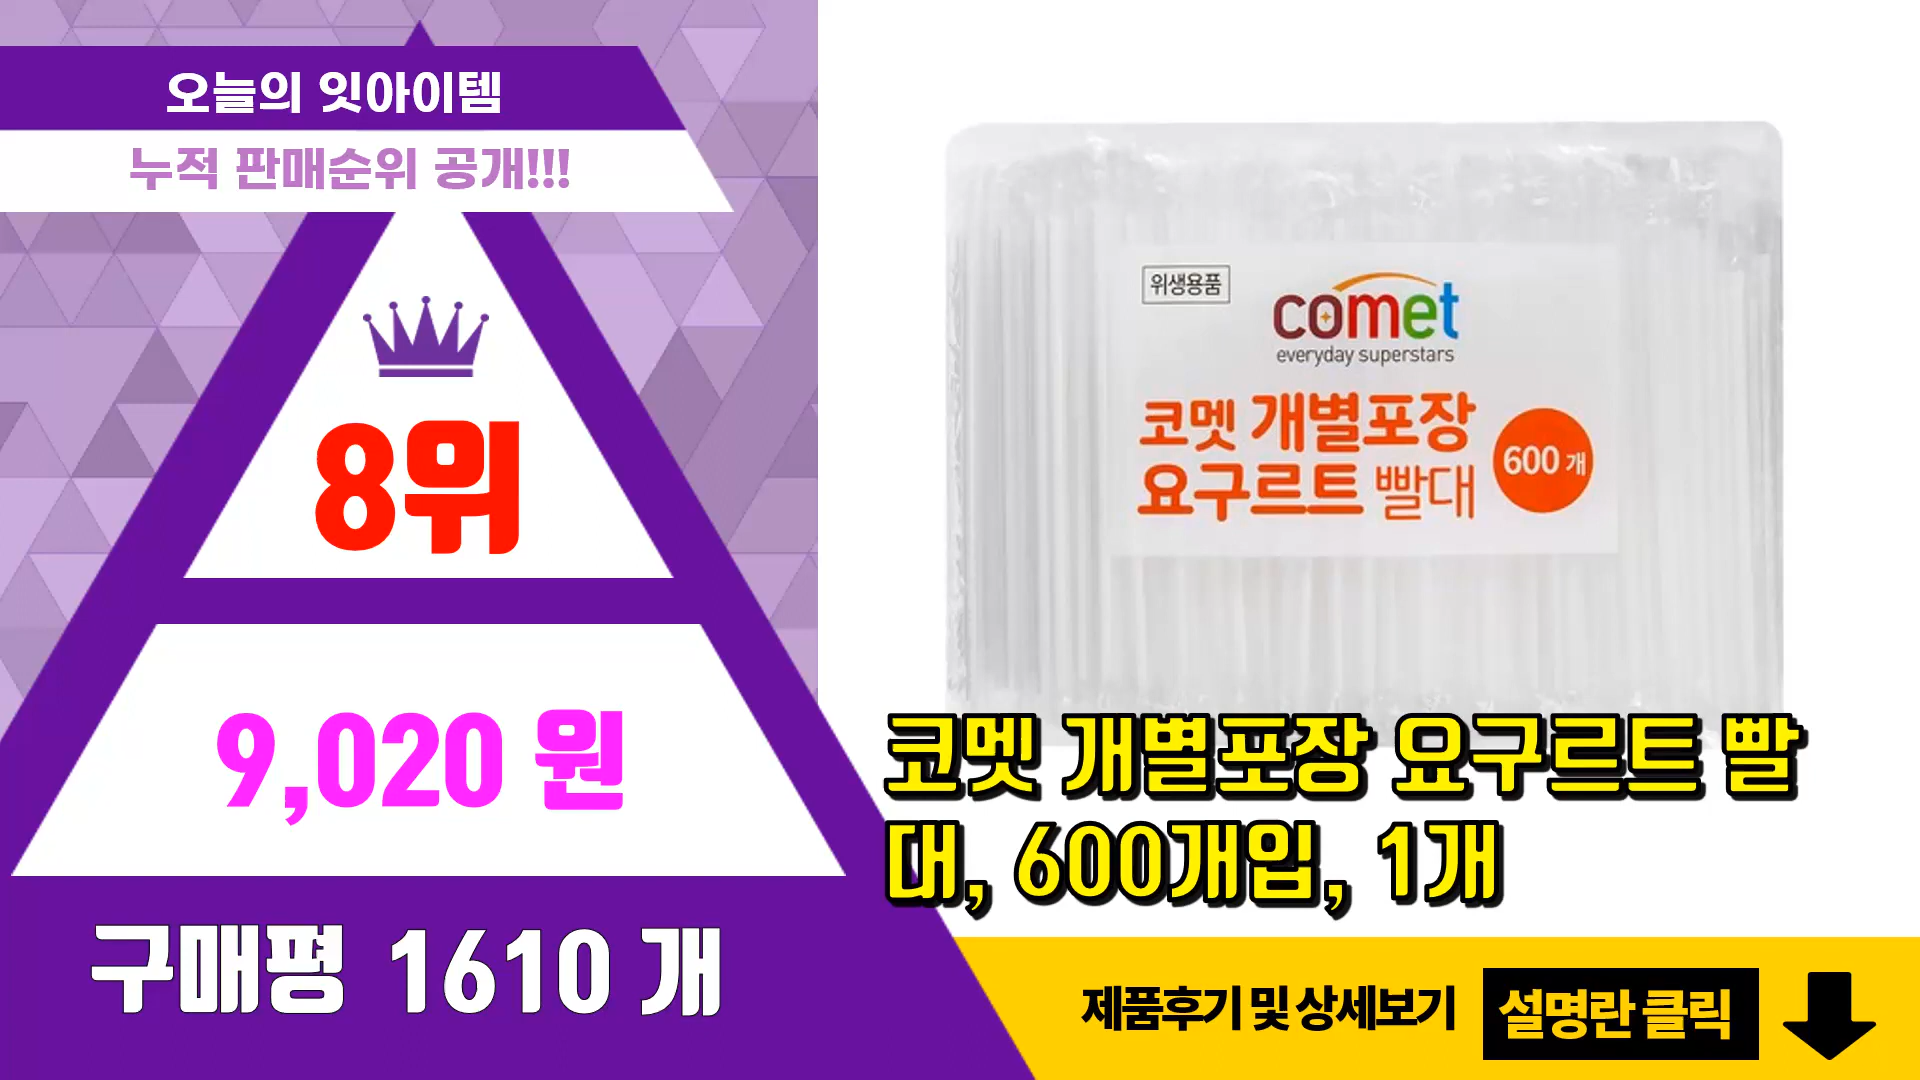 오늘의 잇아이템
누적 판매순위 공개!!!
8위
9,020 원
구매평 1610 개
위생용품
comet
everyday superstars
코멧 개별포장
요구르트 빨대
600 개
코멧 개별포장 요구르트 빨
대, 600개입, 1개
제품후기 및 상세보기
설명란 클릭